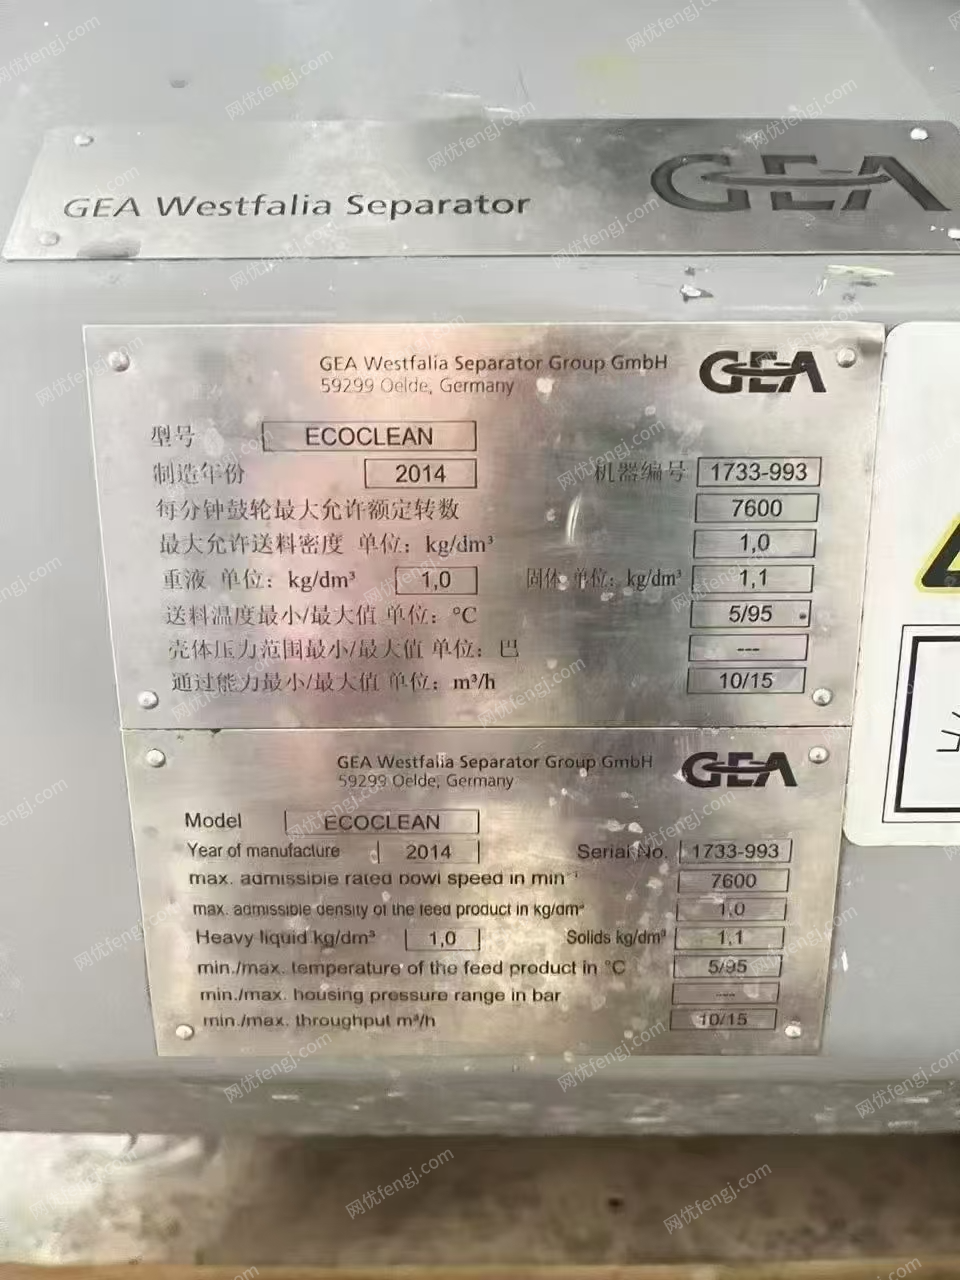 GEA Westfalia Separator GEA
GEA Westfalia Separator Group GmbH GEA
59299 Oelde, Germany
型号 ECOCLEAN
制造年份 2014 机器编号 1733-993
每分钟鼓轮最大允许额定转数 7600
最大允许送料密度 单位: kg/dm³ 1,0
重液 单位: kg/dm³ 1,0 固体 单位: kg/dm³ 1,1
送料温度最小/最大值 单位: °C 5/95
壳体压力范围最小/最大值 单位: 巴 ---
通过能力最小/最大值 单位: m³/h 10/15
GEA Westfalia Separator Group GmbH GEA
59299 Oelde, Germany
Model ECOCLEAN
Year of manufacture 2014 Serial No. 1733-993
max. admissible rated bowl speed in min⁻¹ 7600
max. admissible density of the feed product in kg/dm³ 1,0
Heavy liquid kg/dm³ 1,0 Solids kg/dm³ 1,1
min./max. temperature of the feed product in °C 5/95
min./max. housing pressure range in bar ---
min./max. throughput m³/h 10/15
网优fengj.com